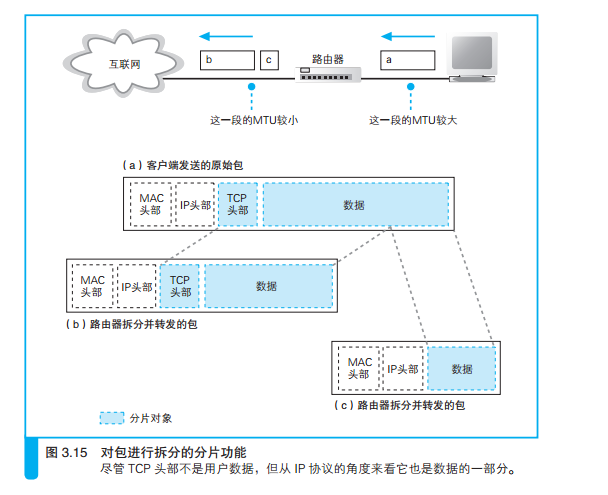 互联网
b
c
路由器
a
这一段的MTU较小
这一段的MTU较大
(a)客户端发送的原始包
MAC
头部
IP头部
TCP
头部
数据
MAC
头部
IP头部
TCP
头部
数据
(b)路由器拆分并转发的包
MAC
头部
IP头部
数据
(c)路由器拆分并转发的包
分片对象
图 3.15 对包进行拆分的分片功能
尽管 TCP 头部不是用户数据，但从 IP 协议的角度来看它也是数据的一部分。